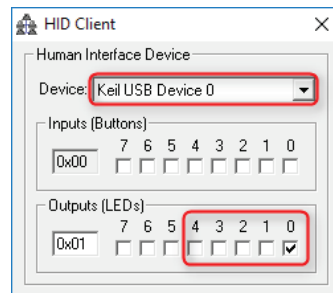 HID Client
Human Interface Device
Device: Keil USB Device 0
Inputs (Buttons)
7 6 5 4 3 2 1 0
0x00
Outputs (LEDs)
7 6 5 4 3 2 1 0
0x01